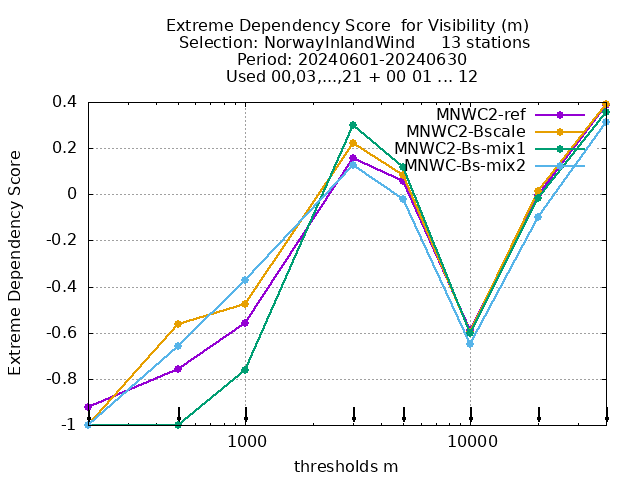 Extreme Dependency Score  for Visibility (m)
Selection: NorwayInlandWind     13 stations
Period: 20240601-20240630
Used 00,03,...,21 + 00 01 ... 12
MNWC2-ref
MNWC2-Bscale
MNWC2-Bs-mix1
MNWC-Bs-mix2
Extreme Dependency Score
0.4
0.2
0
-0.2
-0.4
-0.6
-0.8
-1
1000
10000
thresholds m